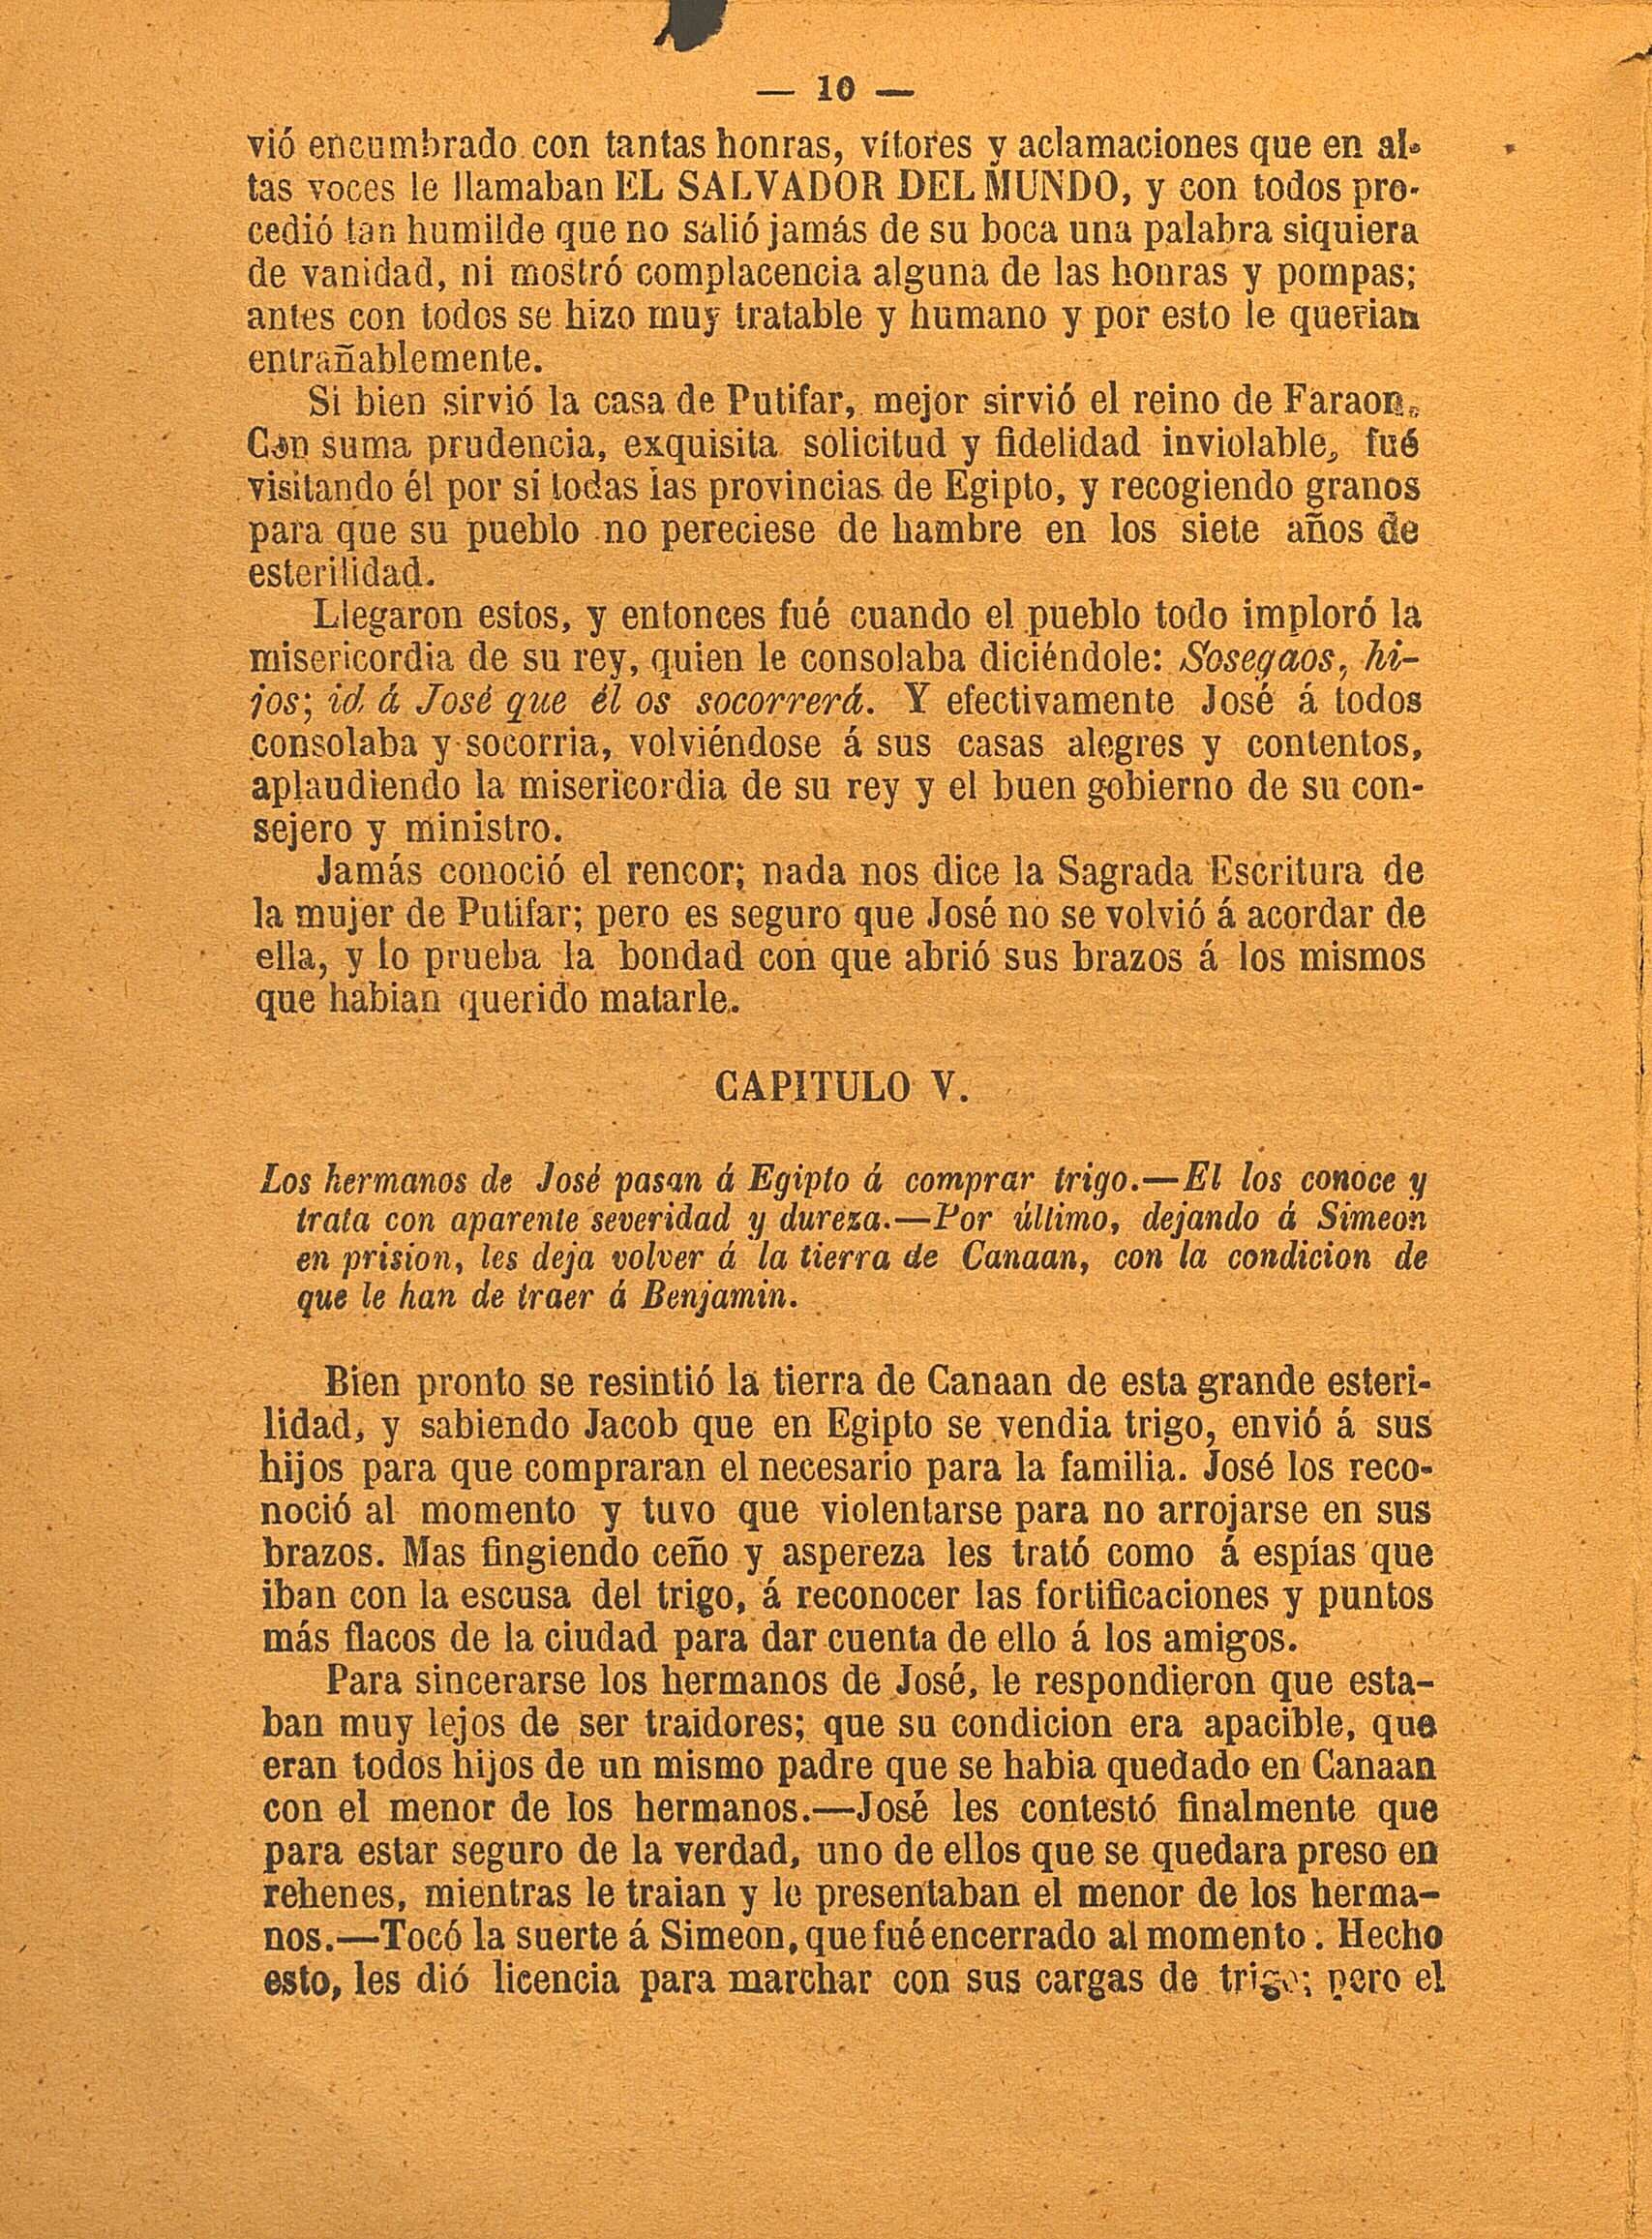 — 10 —
vió encumbrado con tantas honras, vítores y aclamaciones que en al-
tas voces le llamaban EL SALVADOR DEL MUNDO, y con todos pro-
cedió tan humilde que no salió jamás de su boca una palabra siquiera
de vanidad, ni mostró complacencia alguna de las honras y pompas;
antes con todos se hizo muy tratable y humano y por esto le querian
entrañablemente.
Si bien sirvió la casa de Putifar, mejor sirvió el reino de Faraon.
Con suma prudencia, exquisita solicitud y fidelidad inviolable, fué
visitando él por sí todas las provincias de Egipto, y recogiendo granos
para que su pueblo no pereciese de hambre en los siete años de
esterilidad.
Llegaron estos, y entonces fué cuando el pueblo todo imploró la
misericordia de su rey, quien le consolaba diciéndole: Sosegaos, hi-
jos; id á José que él os socorrerá. Y efectivamente José á todos
consolaba y socorria, volviéndose á sus casas alegres y contentos,
aplaudiendo la misericordia de su rey y el buen gobierno de su con-
sejero y ministro.
Jamás conoció el rencor; nada nos dice la Sagrada Escritura de
la mujer de Putifar; pero es seguro que José no se volvió á acordar de
ella, y lo prueba la bondad con que abrió sus brazos á los mismos
que habian querido matarle.
CAPITULO V.
Los hermanos de José pasan á Egipto á comprar trigo.—El los conoce y
trata con aparente severidad y dureza.—Por último, dejando á Simeon
en prision, les deja volver á la tierra de Canaan, con la condicion de
que le han de traer á Benjamin.
Bien pronto se resintió la tierra de Canaan de esta grande esteri-
lidad, y sabiendo Jacob que en Egipto se vendia trigo, envió á sus
hijos para que compraran el necesario para la familia. José los reco-
noció al momento y tuvo que violentarse para no arrojarse en sus
brazos. Mas fingiendo ceño y aspereza les trató como á espías que
iban con la escusa del trigo, á reconocer las fortificaciones y puntos
más flacos de la ciudad para dar cuenta de ello á los amigos.
Para sincerarse los hermanos de José, le respondieron que esta-
ban muy lejos de ser traidores; que su condicion era apacible, que
eran todos hijos de un mismo padre que se habia quedado en Canaan
con el menor de los hermanos.—José les contestó finalmente que
para estar seguro de la verdad, uno de ellos que se quedara preso en
rehenes, mientras le traian y le presentaban el menor de los herma-
nos.—Tocó la suerte á Simeon, que fué encerrado al momento. Hecho
esto, les dió licencia para marchar con sus cargas de trigo; pero el